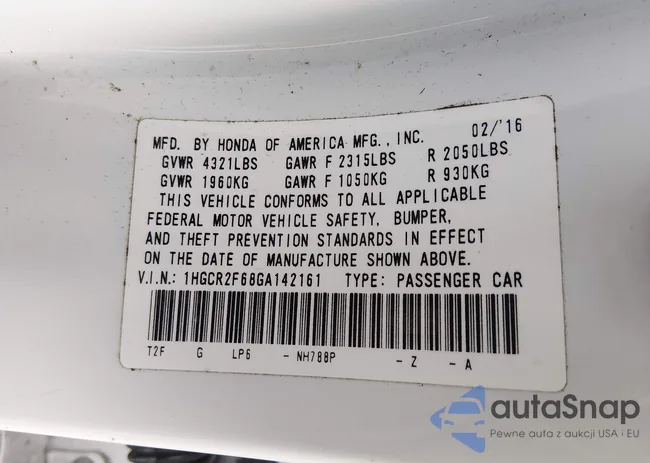 MFD. BY HONDA OF AMERICA MFG., INC. 02/'16
GVWR 4321LBS GAWR F 2315LBS R 2050LBS
GVWR 1960KG GAWR F 1050KG R 930KG
THIS VEHICLE CONFORMS TO ALL APPLICABLE
FEDERAL MOTOR VEHICLE SAFETY, BUMPER,
AND THEFT PREVENTION STANDARDS IN EFFECT
ON THE DATE OF MANUFACTURE SHOWN ABOVE.
V.I.N.: 1HGCR2F68GA142161 TYPE: PASSENGER CAR
T2F G LP6 - NH788P - Z - A
autaSnap
Pewne auta z aukcji USA i EU